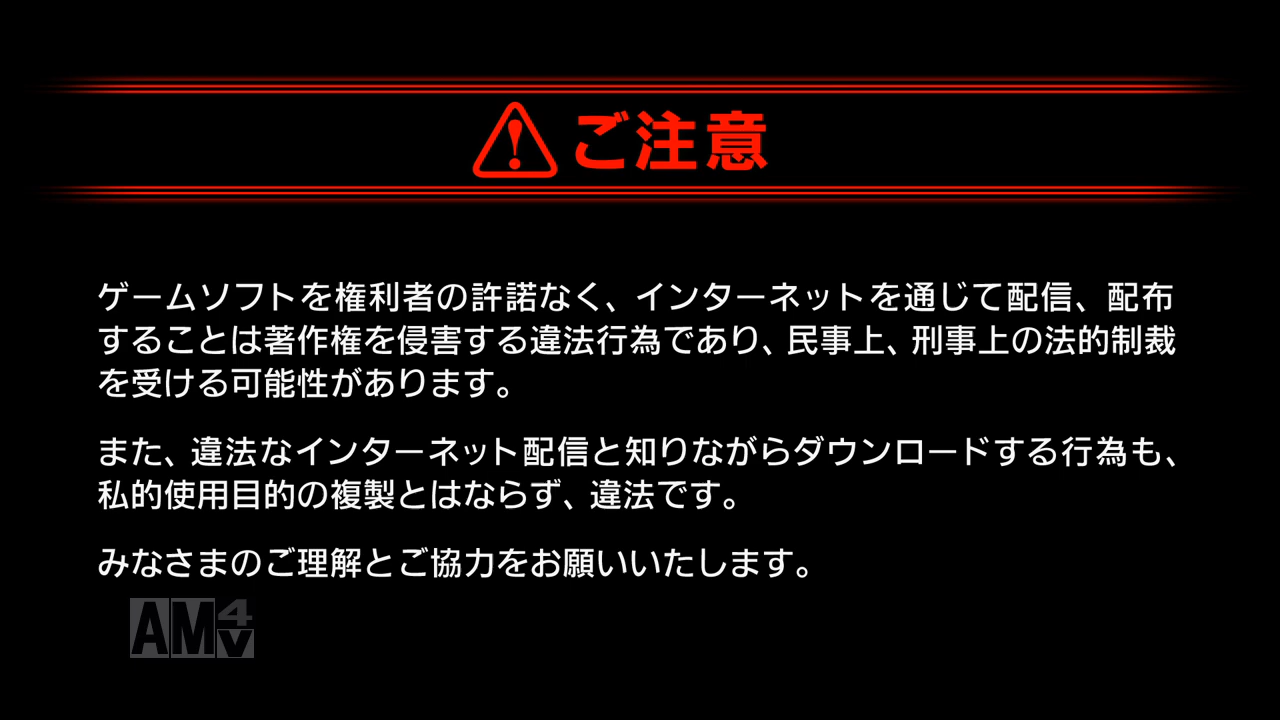 ご注意
ゲームソフトを権利者の許諾なく、インターネットを通じて配信、配布
することは著作権を侵害する違法行為であり、民事上、刑事上の法的制裁
を受ける可能性があります。
また、違法なインターネット配信と知りながらダウンロードする行為も、
私的使用目的の複製とはならず、違法です。
みなさまのご理解とご協力をお願いいたします。
AM4V